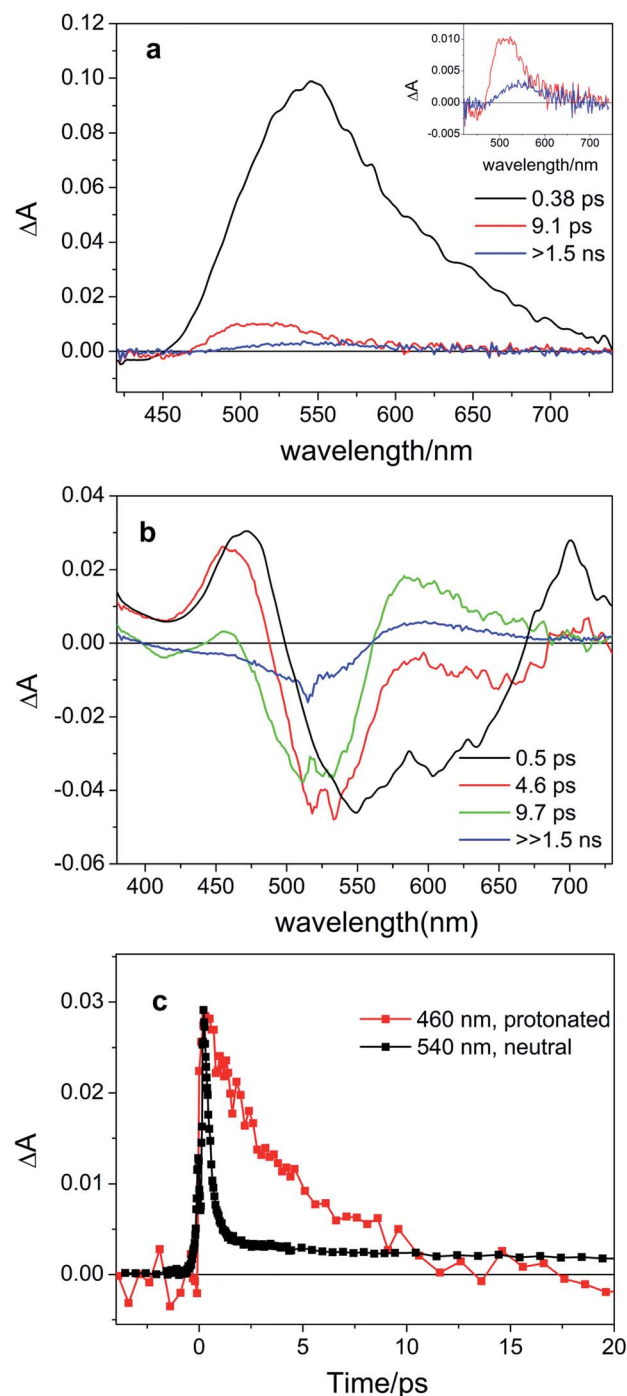 a
0.12
0.10
0.08
0.06
0.04
0.02
0.00
ΔA
450 500 550 600 650 700
wavelength/nm
0.010
0.005
0.000
-0.005
ΔA
500 550 600 650 700
wavelength/nm
0.38 ps
9.1 ps
>1.5 ns
b
0.04
0.02
0.00
-0.02
-0.04
-0.06
ΔA
400 450 500 550 600 650 700
wavelength(nm)
0.5 ps
4.6 ps
9.7 ps
>>1.5 ns
c
0.03
0.02
0.01
0.00
ΔA
0 5 10 15 20
Time/ps
460 nm, protonated
540 nm, neutral